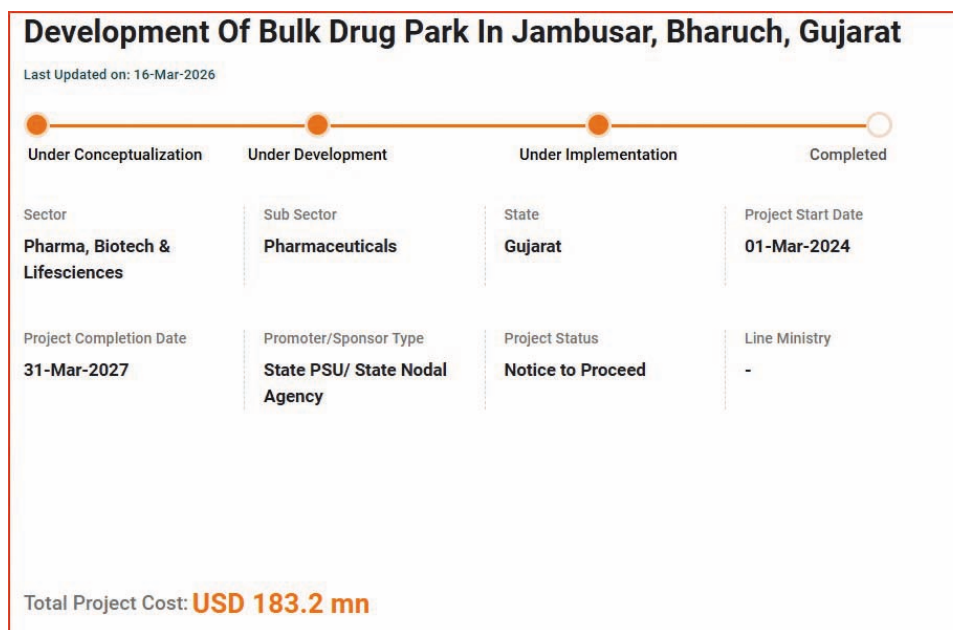 Development Of Bulk Drug Park In Jambusar, Bharuch, Gujarat
Last Updated on: 16-Mar-2026
Under Conceptualization
Under Development
Under Implementation
Completed
Sector
Sub Sector
State
Project Start Date
Pharma, Biotech &
Lifesciences
Pharmaceuticals
Gujarat
01-Mar-2024
Project Completion Date
Promoter/Sponsor Type
Project Status
Line Ministry
31-Mar-2027
State PSU/ State Nodal
Agency
Notice to Proceed
-
Total Project Cost: USD 183.2 mn